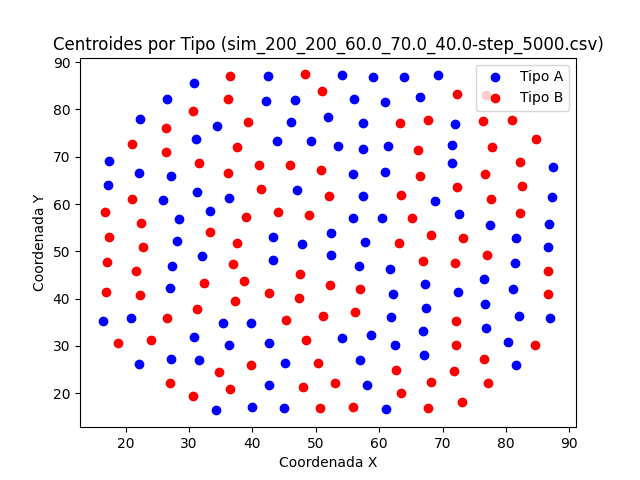 Centroides por Tipo (sim_200_200_60.0_70.0_40.0-step_5000.csv)
Tipo A
Tipo B
Coordenada Y
90
80
70
60
50
40
30
20
20 30 40 50 60 70 80 90
Coordenada X